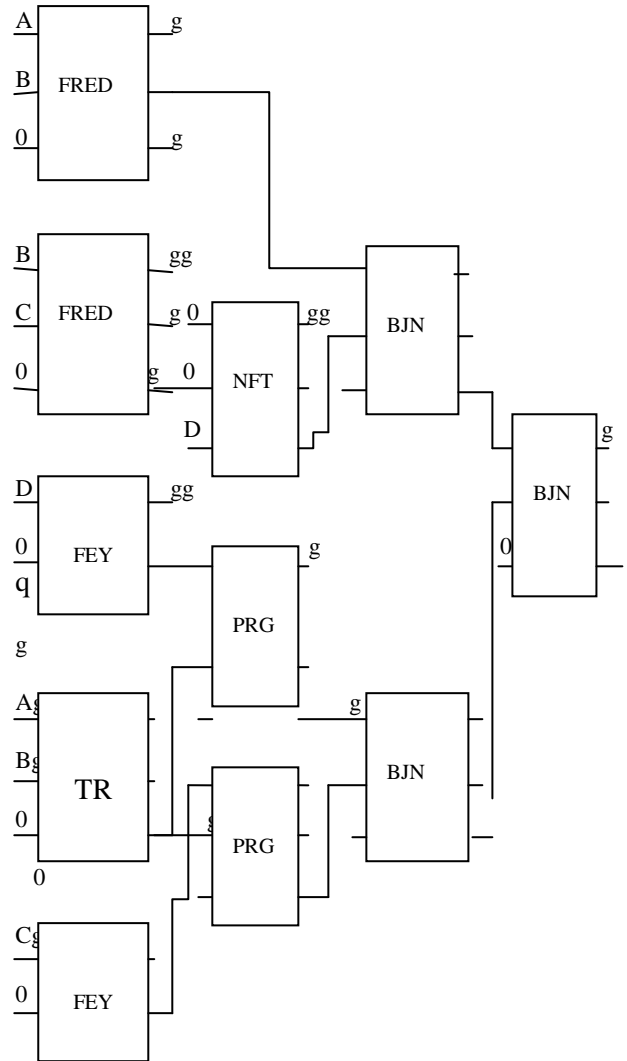 A g
B FRED
0 g
B gg
C FRED g 0 gg
BJN
0 g 0 NFT
D
D gg g
BJN
0 FEY g 0
q
PRG
g
Ag g
Bg BJN
TR
0 g
PRG
0
Cg
0 FEY